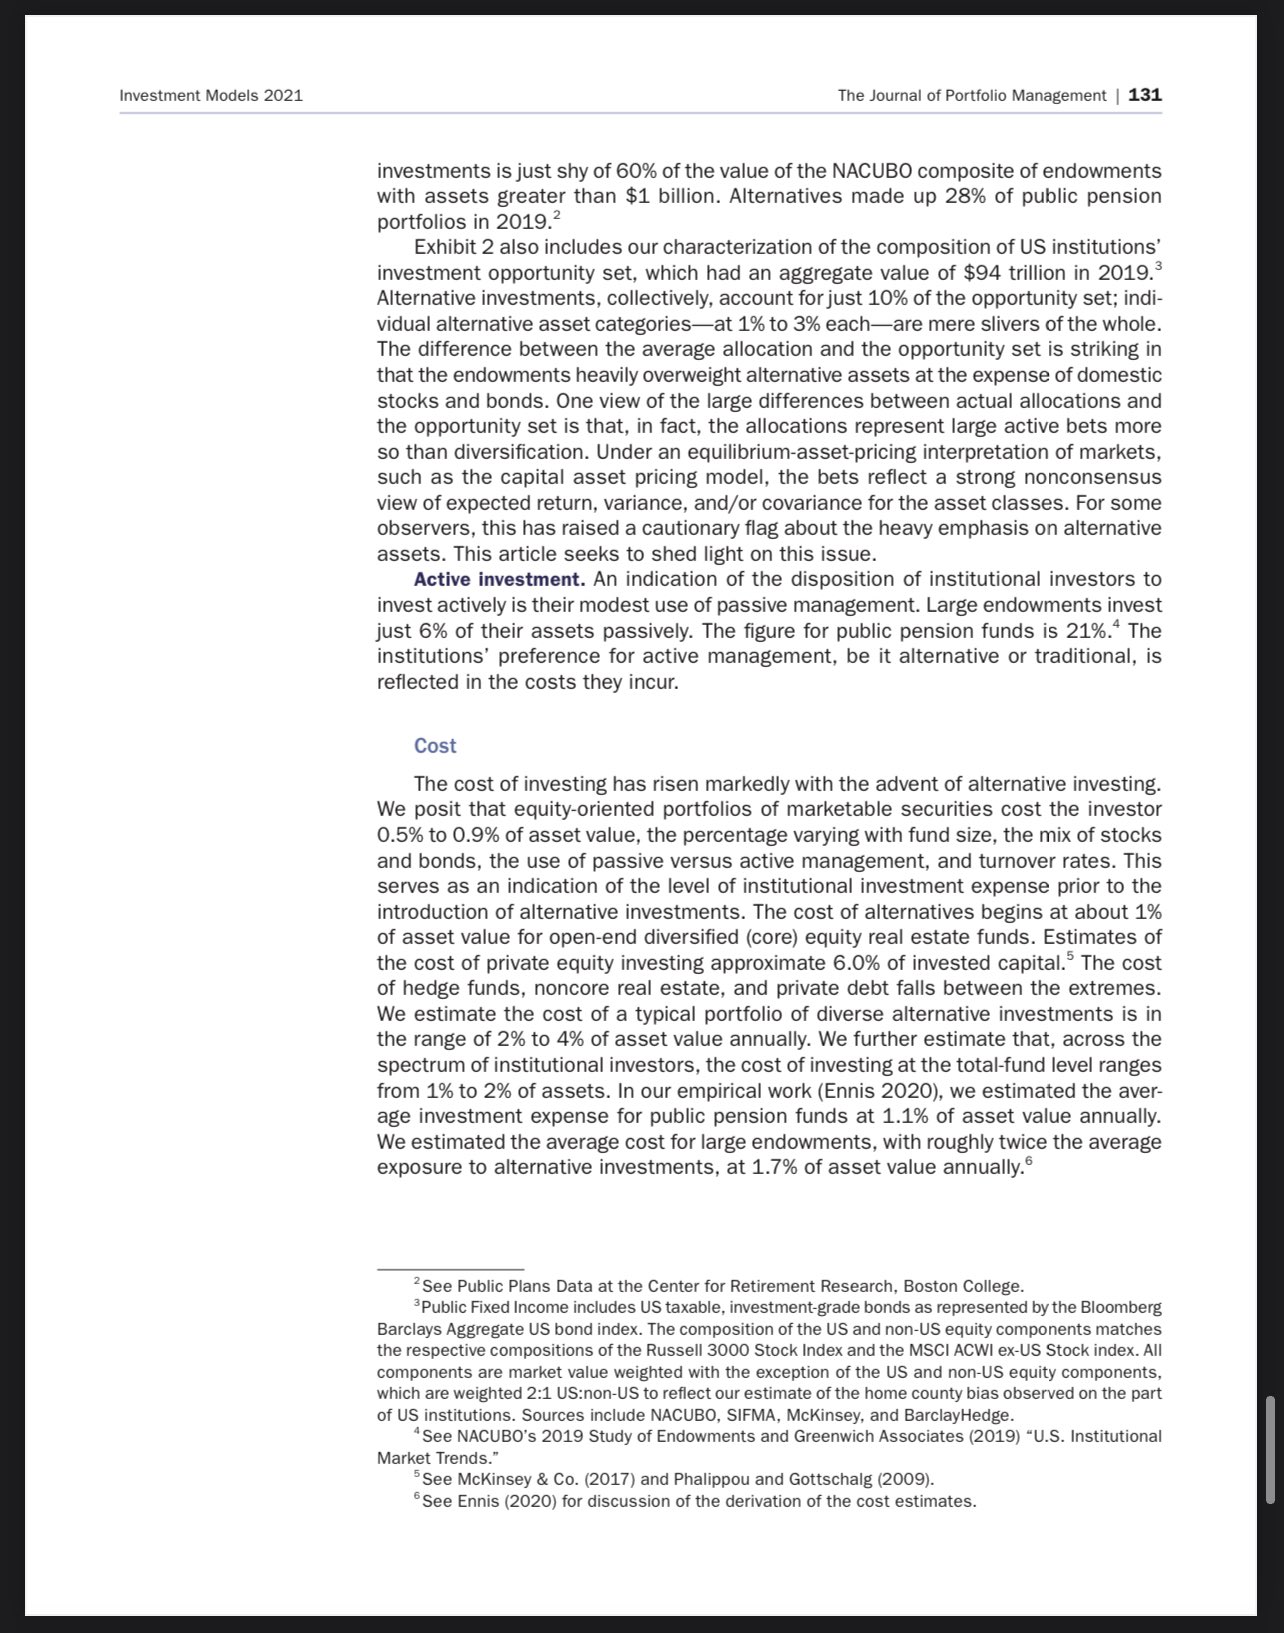 Investment Models 2021
The Journal of Portfolio Management | 131
investments is just shy of 60% of the value of the NACUBO composite of endowments
with assets greater than $1 billion. Alternatives made up 28% of public pension
portfolios in 2019.2
Exhibit 2 also includes our characterization of the composition of US institutions’
investment opportunity set, which had an aggregate value of $94 trillion in 2019.3
Alternative investments, collectively, account for just 10% of the opportunity set; indi-
vidual alternative asset categories—at 1% to 3% each—are mere slivers of the whole.
The difference between the average allocation and the opportunity set is striking in
that the endowments heavily overweight alternative assets at the expense of domestic
stocks and bonds. One view of the large differences between actual allocations and
the opportunity set is that, in fact, the allocations represent large active bets more
so than diversification. Under an equilibrium-asset-pricing interpretation of markets,
such as the capital asset pricing model, the bets reflect a strong nonconsensus
view of expected return, variance, and/or covariance for the asset classes. For some
observers, this has raised a cautionary flag about the heavy emphasis on alternative
assets. This article seeks to shed light on this issue.
Active investment. An indication of the disposition of institutional investors to
invest actively is their modest use of passive management. Large endowments invest
just 6% of their assets passively. The figure for public pension funds is 21%.4 The
institutions’ preference for active management, be it alternative or traditional, is
reflected in the costs they incur.
Cost
The cost of investing has risen markedly with the advent of alternative investing.
We posit that equity-oriented portfolios of marketable securities cost the investor
0.5% to 0.9% of asset value, the percentage varying with fund size, the mix of stocks
and bonds, the use of passive versus active management, and turnover rates. This
serves as an indication of the level of institutional investment expense prior to the
introduction of alternative investments. The cost of alternatives begins at about 1%
of asset value for open-end diversified (core) equity real estate funds. Estimates of
the cost of private equity investing approximate 6.0% of invested capital.5 The cost
of hedge funds, noncore real estate, and private debt falls between the extremes.
We estimate the cost of a typical portfolio of diverse alternative investments is in
the range of 2% to 4% of asset value annually. We further estimate that, across the
spectrum of institutional investors, the cost of investing at the total-fund level ranges
from 1% to 2% of assets. In our empirical work (Ennis 2020), we estimated the aver-
age investment expense for public pension funds at 1.1% of asset value annually.
We estimated the average cost for large endowments, with roughly twice the average
exposure to alternative investments, at 1.7% of asset value annually.6
2 See Public Plans Data at the Center for Retirement Research, Boston College.
3 Public Fixed Income includes US taxable, investment-grade bonds as represented by the Bloomberg
Barclays Aggregate US bond index. The composition of the US and non-US equity components matches
the respective compositions of the Russell 3000 Stock Index and the MSCI ACWI ex-US Stock index. All
components are market value weighted with the exception of the US and non-US equity components,
which are weighted 2:1 US:non-US to reflect our estimate of the home county bias observed on the part
of US institutions. Sources include NACUBO, SIFMA, McKinsey, and BarclayHedge.
4 See NACUBO’s 2019 Study of Endowments and Greenwich Associates (2019) “U.S. Institutional
Market Trends.”
5 See McKinsey & Co. (2017) and Phalippou and Gottschalg (2009).
6 See Ennis (2020) for discussion of the derivation of the cost estimates.